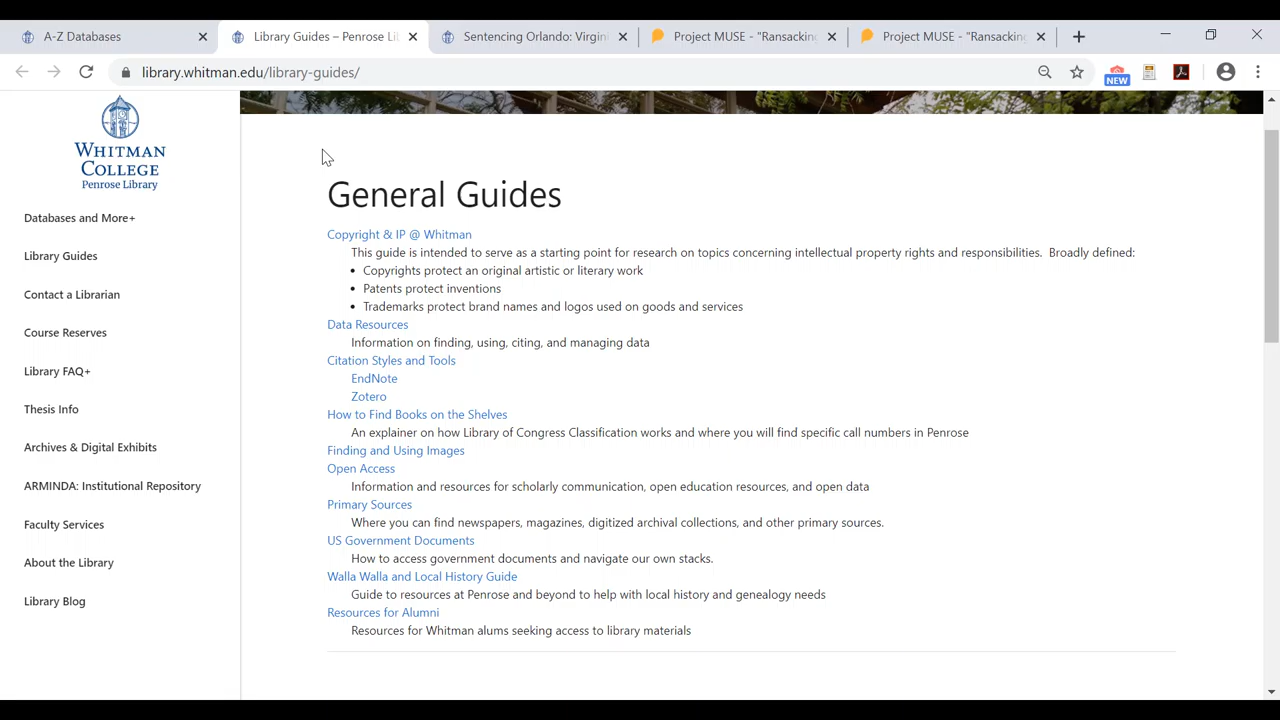 A-Z Databases
Library Guides – Penrose Li
Sentencing Orlando: Virgini
Project MUSE - "Ransacking
Project MUSE - "Ransacking
library.whitman.edu/library-guides/
NEW
WHITMAN
COLLEGE
Penrose Library
Databases and More+
Library Guides
Contact a Librarian
Course Reserves
Library FAQ+
Thesis Info
Archives & Digital Exhibits
ARMINDA: Institutional Repository
Faculty Services
About the Library
Library Blog
General Guides
Copyright & IP @ Whitman
This guide is intended to serve as a starting point for research on topics concerning intellectual property rights and responsibilities. Broadly defined:
• Copyrights protect an original artistic or literary work
• Patents protect inventions
• Trademarks protect brand names and logos used on goods and services
Data Resources
Information on finding, using, citing, and managing data
Citation Styles and Tools
EndNote
Zotero
How to Find Books on the Shelves
An explainer on how Library of Congress Classification works and where you will find specific call numbers in Penrose
Finding and Using Images
Open Access
Information and resources for scholarly communication, open education resources, and open data
Primary Sources
Where you can find newspapers, magazines, digitized archival collections, and other primary sources.
US Government Documents
How to access government documents and navigate our own stacks.
Walla Walla and Local History Guide
Guide to resources at Penrose and beyond to help with local history and genealogy needs
Resources for Alumni
Resources for Whitman alums seeking access to library materials